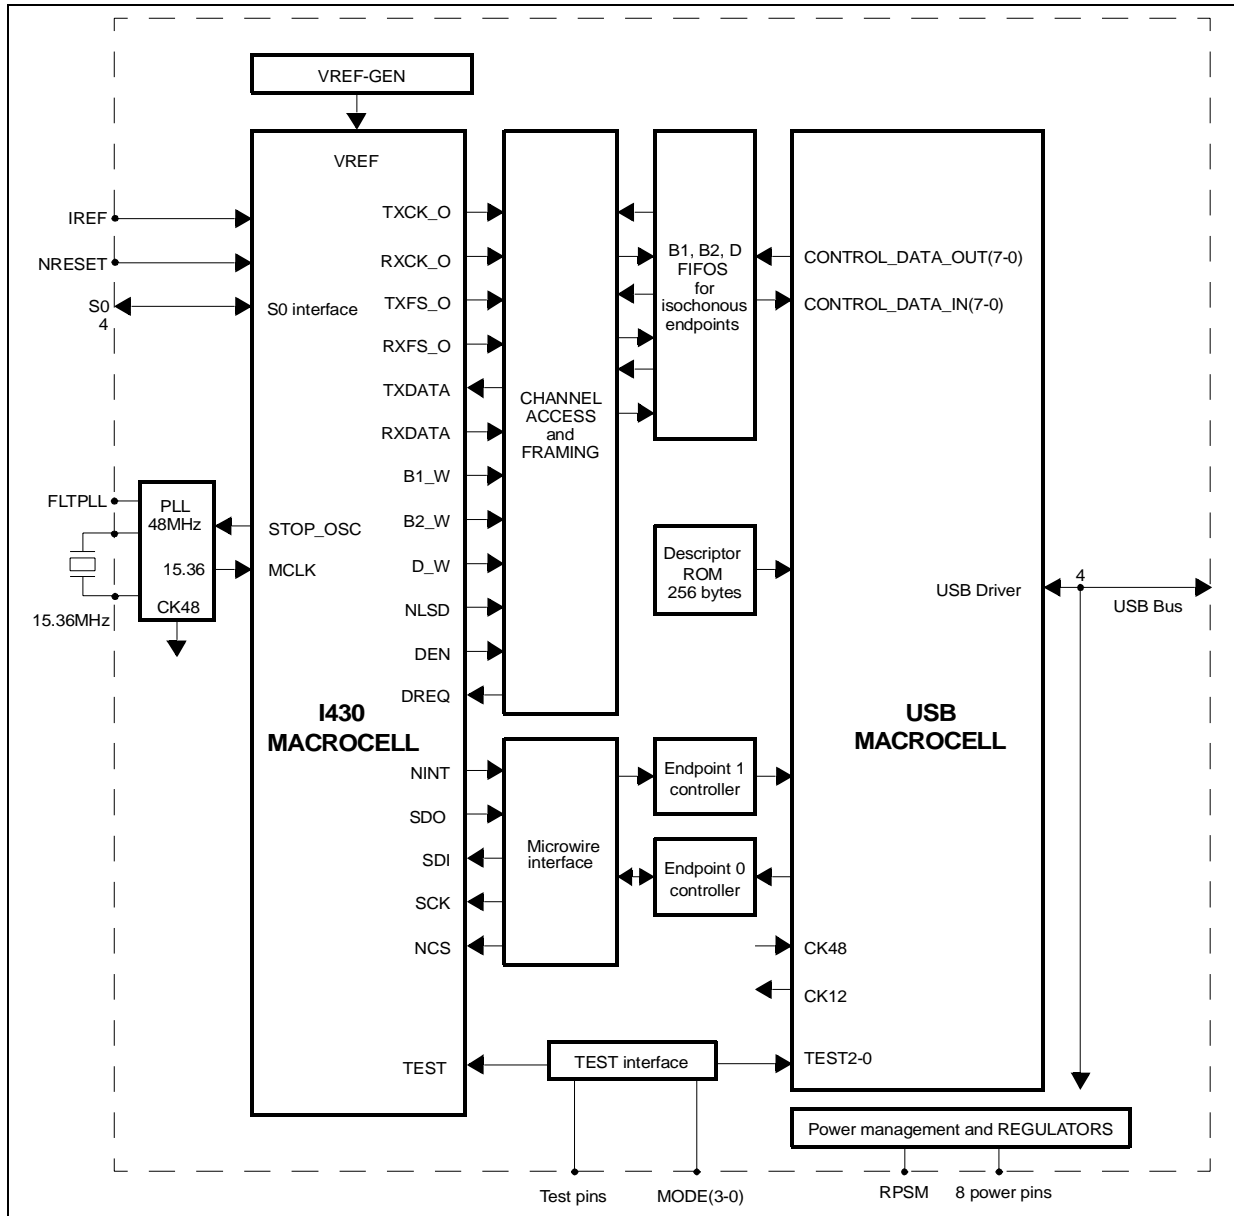 VREF-GEN
VREF
IREF
NRESET
S0
4
S0 interface
TXCK_O
RXCK_O
TXFS_O
RXFS_O
TXDATA
RXDATA
B1_W
B2_W
D_W
NLSD
DEN
DREQ
FLTPLL
PLL
48MHz
15.36
CK48
15.36MHz
STOP_OSC
MCLK
I430
MACROCELL
NINT
SDO
SDI
SCK
NCS
TEST
CHANNEL
ACCESS
and
FRAMING
B1, B2, D
FIFOS
for
isochonous
endpoints
CONTROL_DATA_OUT(7-0)
CONTROL_DATA_IN(7-0)
Descriptor
ROM
256 bytes
USB Driver
4
USB Bus
USB
MACROCELL
Microwire
interface
Endpoint 1
controller
Endpoint 0
controller
CK48
CK12
TEST2-0
TEST interface
Power management and REGULATORS
Test pins
MODE(3-0)
RPSM
8 power pins